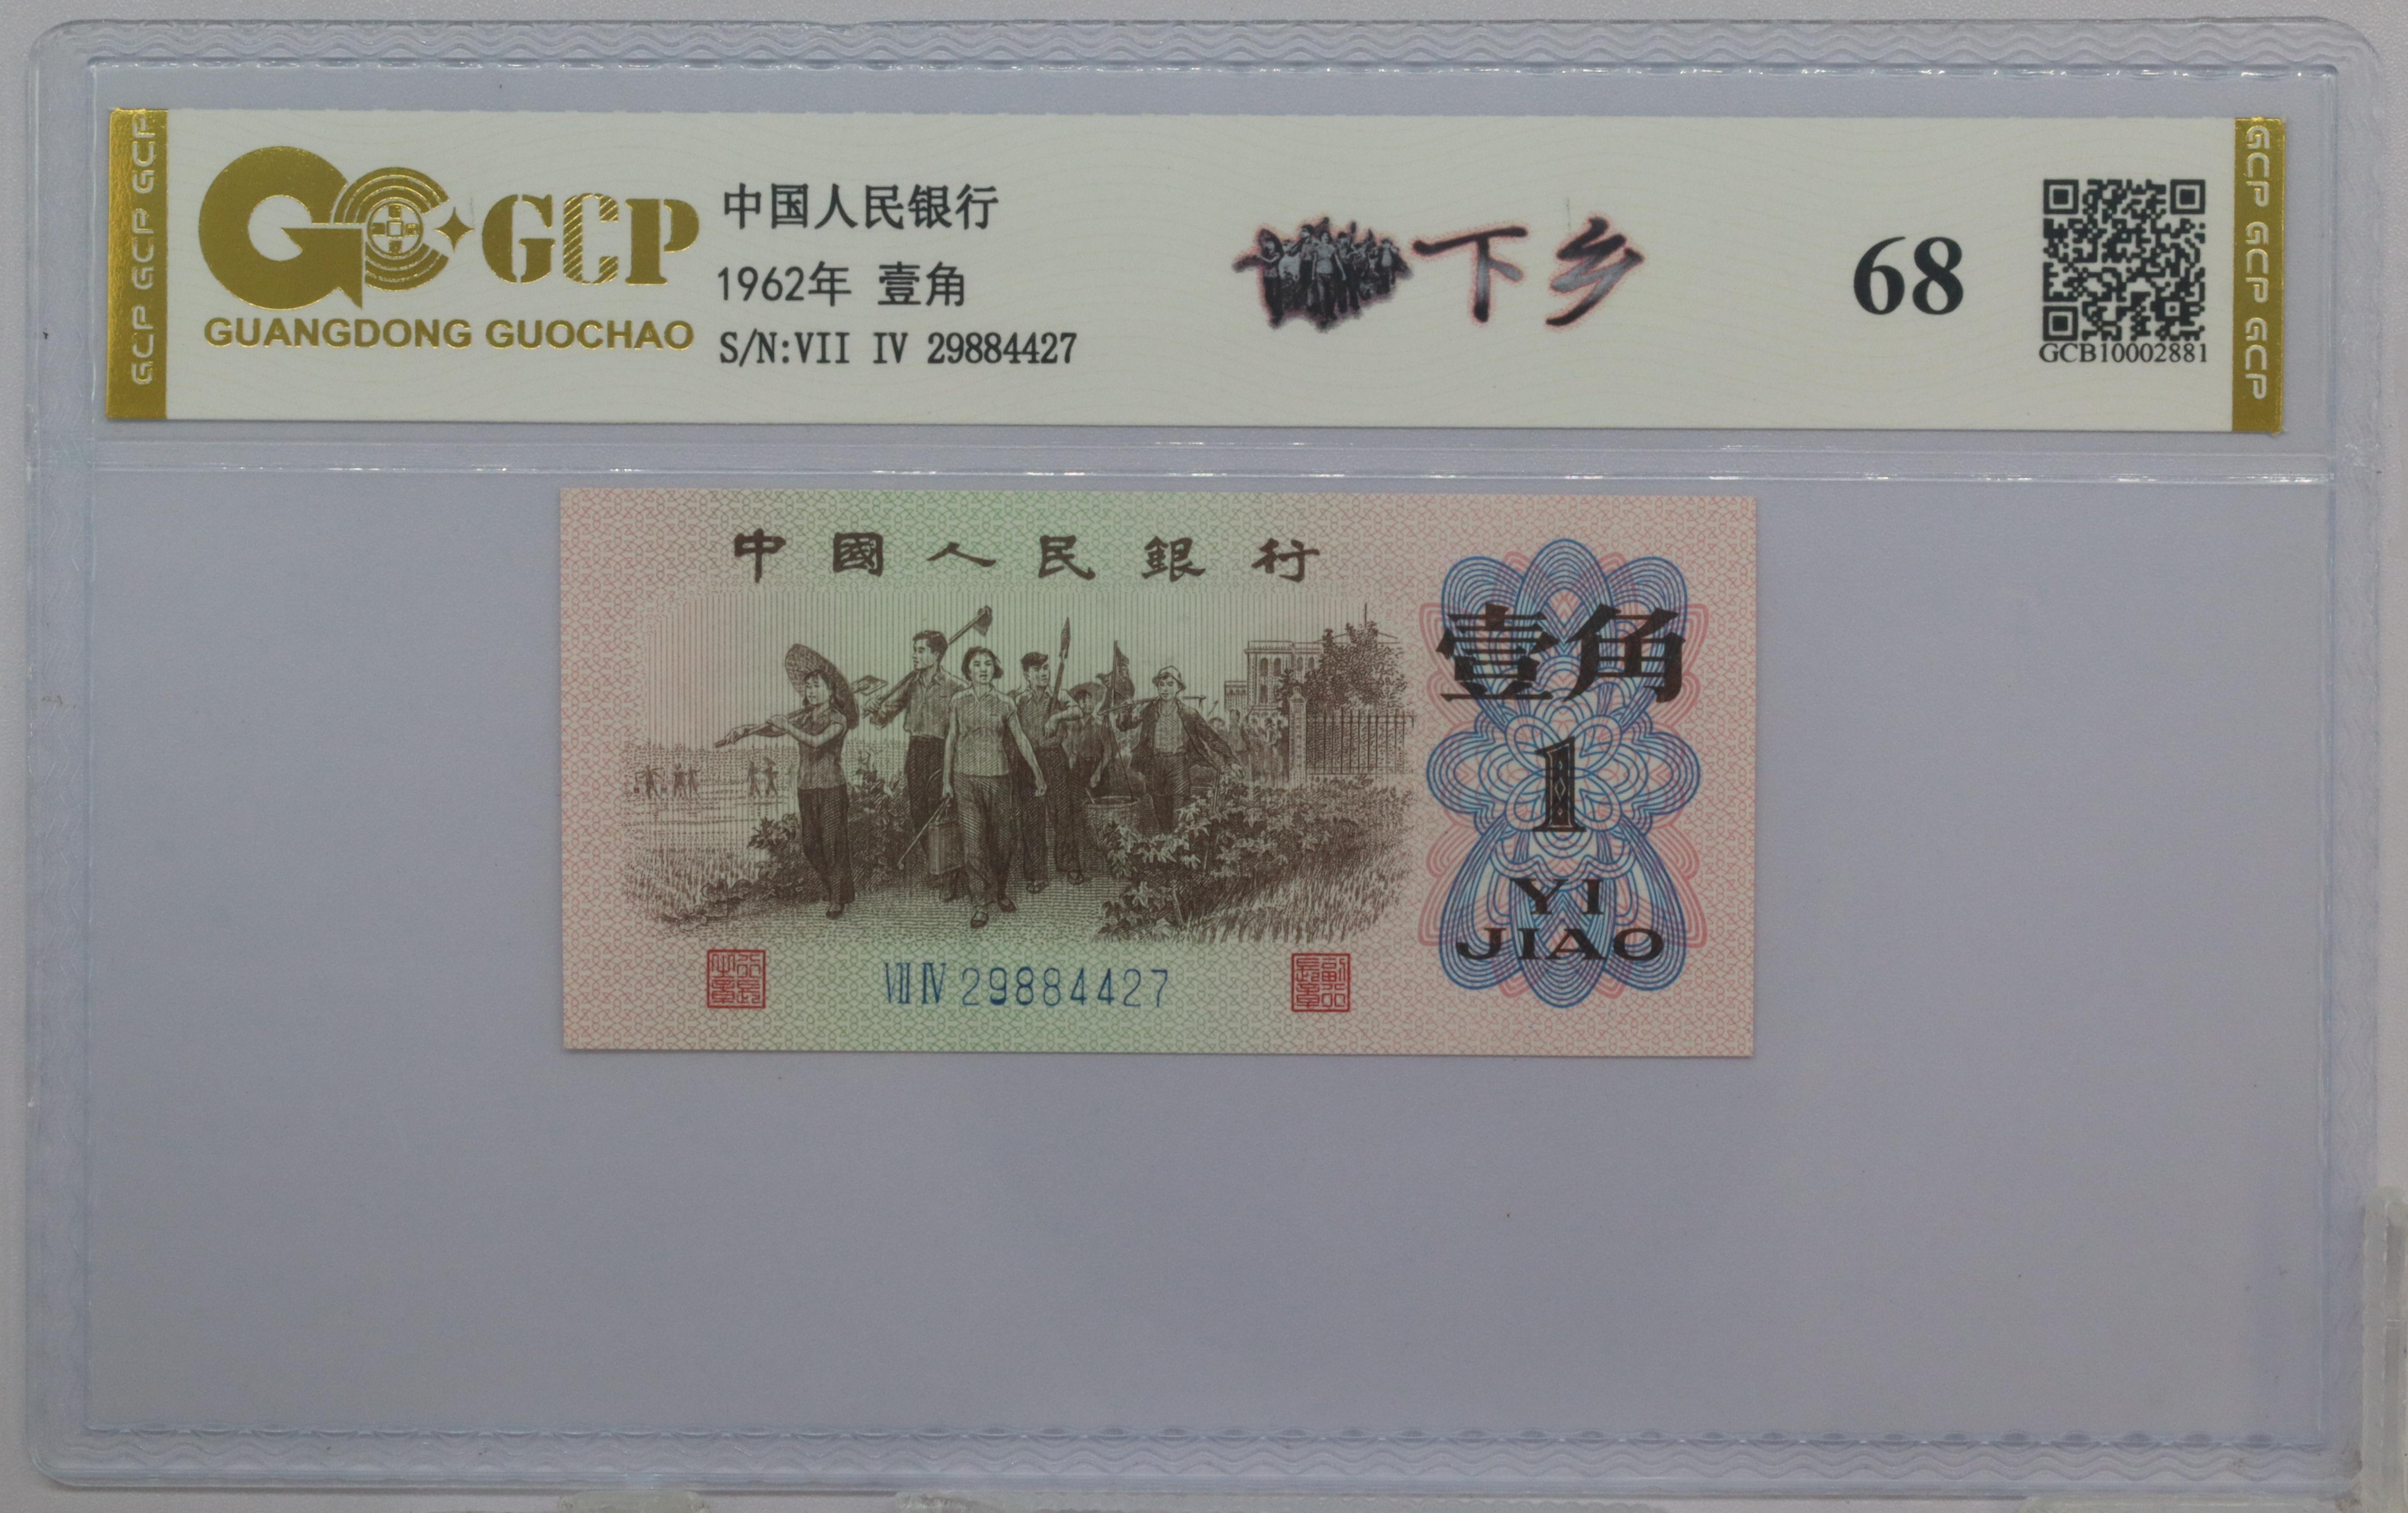 GCP GCP GCP
GCP
GUANGDONG GUOCHAO
中国人民银行
1962年 壹角
S/N:VII IV 29884427
下乡
68
GCB10002881
GCP GCP GCP
中國人民銀行
壹角
1
YI
JIAO
VII IV 29884427